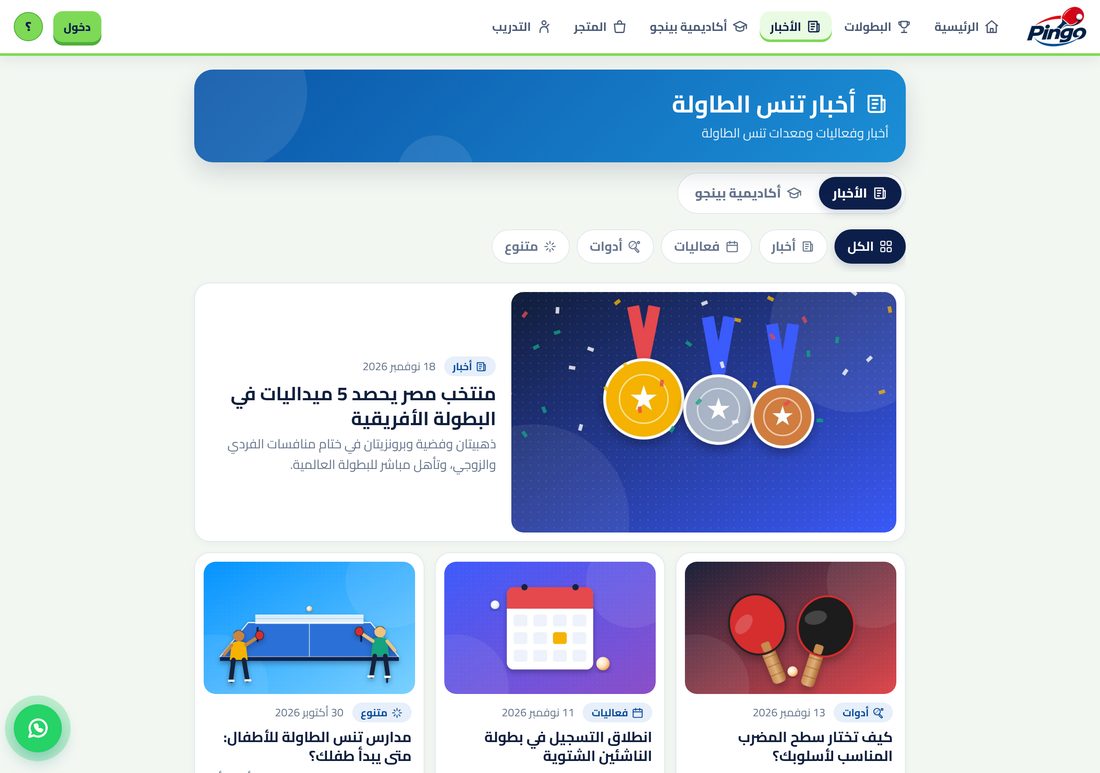 Pingo
الرئيسية
البطولات
الأخبار
أكاديمية بينجو
المتجر
التدريب
دخول
؟
أخبار تنس الطاولة
أخبار وفعاليات ومعدات تنس الطاولة
الأخبار
أكاديمية بينجو
الكل
أخبار
فعاليات
أدوات
متنوع
أخبار
18 نوفمبر 2026
منتخب مصر يحصد 5 ميداليات في
البطولة الأفريقية
ذهبيتان وفضية وبرونزيتان في ختام منافسات الفردي
والزوجي، وتأهل مباشر للبطولة العالمية.
أدوات
13 نوفمبر 2026
كيف تختار سطح المضرب
المناسب لأسلوبك؟
فعاليات
11 نوفمبر 2026
انطلاق التسجيل في بطولة
الناشئين الشتوية
متنوع
30 أكتوبر 2026
مدارس تنس الطاولة للأطفال:
متى يبدأ طفلك؟